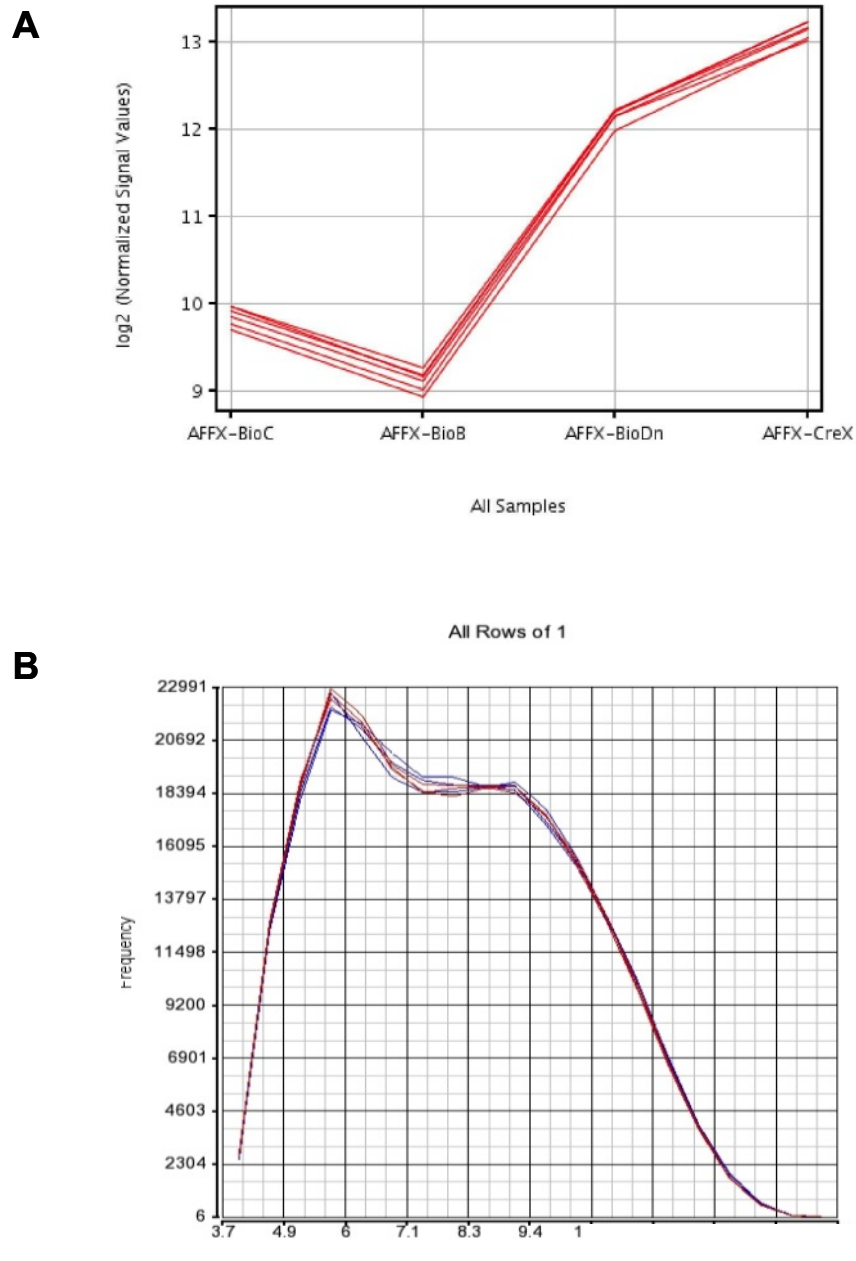 A
log2 (Normalized Signal Values)
13
12
11
10
9
AFFX-BioC AFFX-BioB AFFX-BioDn AFFX-CreX
All Samples
All Rows of 1
B
Frequency
22991
20692
18394
16095
13797
11498
9200
6901
4603
2304
6
3.7 4.9 6 7.1 8.3 9.4 1